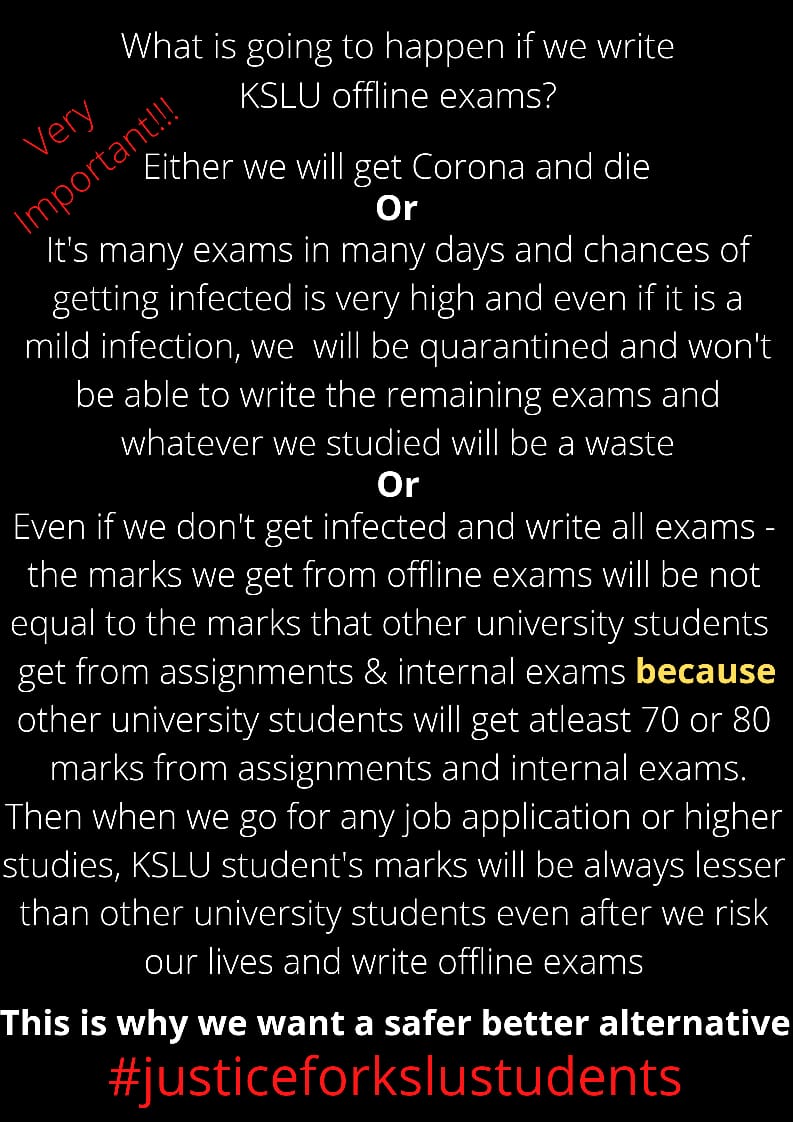 What is going to happen if we write
KSLU offline exams?
Very
Important!!!
Either we will get Corona and die
Or
It's many exams in many days and chances of
getting infected is very high and even if it is a
mild infection, we will be quarantined and won't
be able to write the remaining exams and
whatever we studied will be a waste
Or
Even if we don't get infected and write all exams -
the marks we get from offline exams will be not
equal to the marks that other university students
get from assignments & internal exams because
other university students will get atleast 70 or 80
marks from assignments and internal exams.
Then when we go for any job application or higher
studies, KSLU student's marks will be always lesser
than other university students even after we risk
our lives and write offline exams
This is why we want a safer better alternative
#justiceforkslustudents